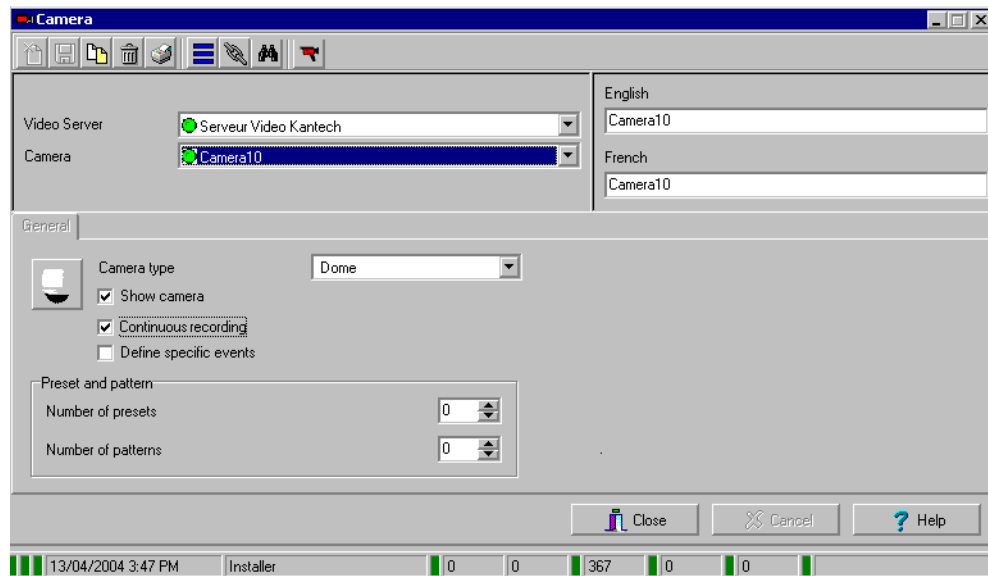 Camera
Video Server
Serveur Video Kantech
Camera
Camera10
English
Camera10
French
Camera10
General
Camera type
Dome
Show camera
Continuous recording
Define specific events
Preset and pattern
Number of presets
0
Number of patterns
0
Close
Cancel
Help
13/04/2004 3:47 PM
Installer
0
0
367
0
0